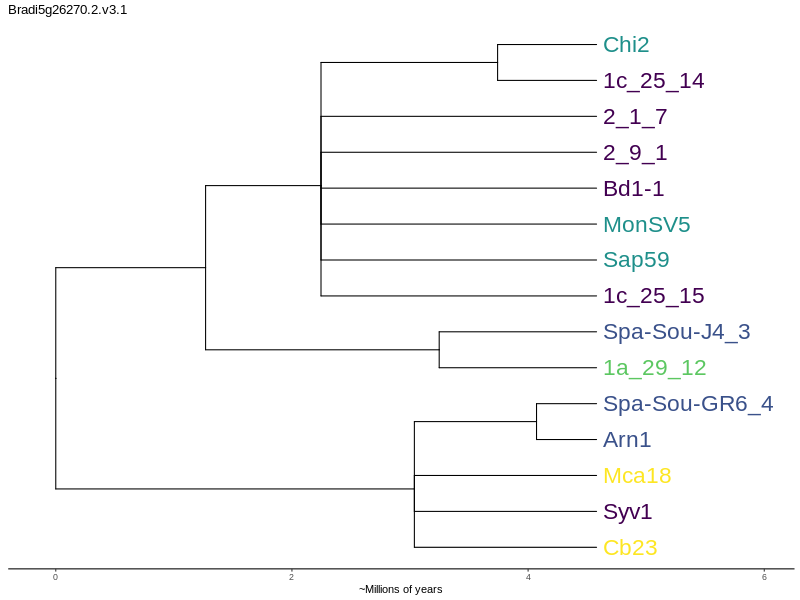 Bradi5g26270.2.v3.1
Chi2
1c_25_14
2_1_7
2_9_1
Bd1-1
MonSV5
Sap59
1c_25_15
Spa-Sou-J4_3
1a_29_12
Spa-Sou-GR6_4
Arn1
Mca18
Syv1
Cb23
0 2 4 6
~Millions of years